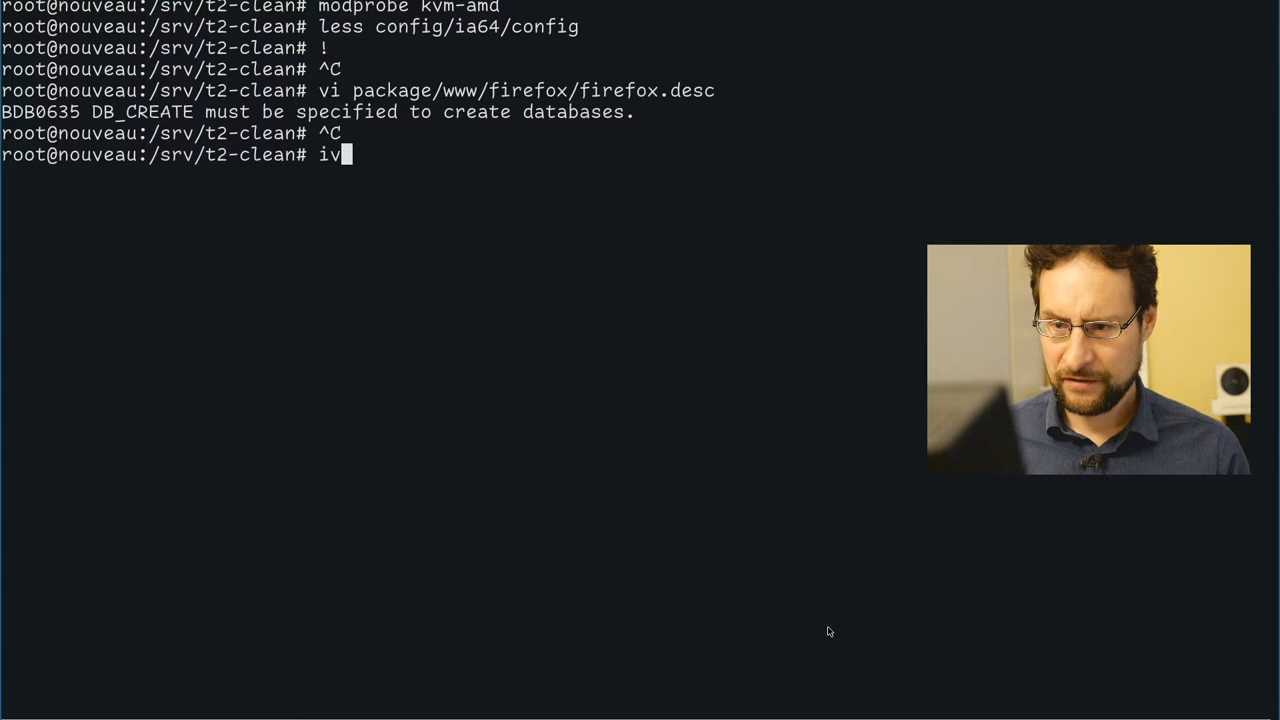 root@nouveau:/srv/t2-clean# modprobe kvm-amd
root@nouveau:/srv/t2-clean# less config/ia64/config
root@nouveau:/srv/t2-clean# !
root@nouveau:/srv/t2-clean# ^C
root@nouveau:/srv/t2-clean# vi package/www/firefox/firefox.desc
BDB0635 DB_CREATE must be specified to create databases.
root@nouveau:/srv/t2-clean# ^C
root@nouveau:/srv/t2-clean# iv